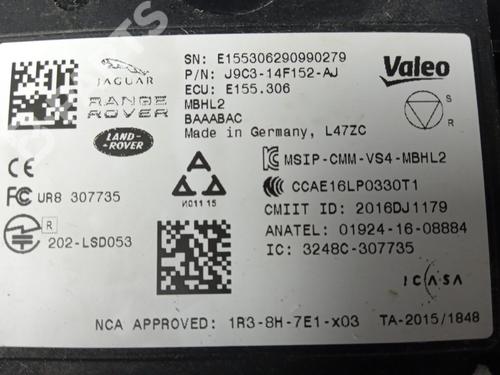 SN: E155306290990279
P/N: J9C3-14F152-AJ
ECU: E155.306
MBHL2
BAAABAC
Made in Germany, L47ZC
JAGUAR
RANGE
ROVER
LAND-
ROVER
Valeo
S
R
MSIP-CMM-VS4-MBHL2
CCAE16LP0330T1
CMIIT ID: 2016DJ1179
ANATEL: 01924-16-08884
IC: 3248C-307735
CE
FC UR8 307735
R
202-LSD053
N011 15
ICASA
NCA APPROVED: 1R3-8H-7E1-x03
TA-2015/1848